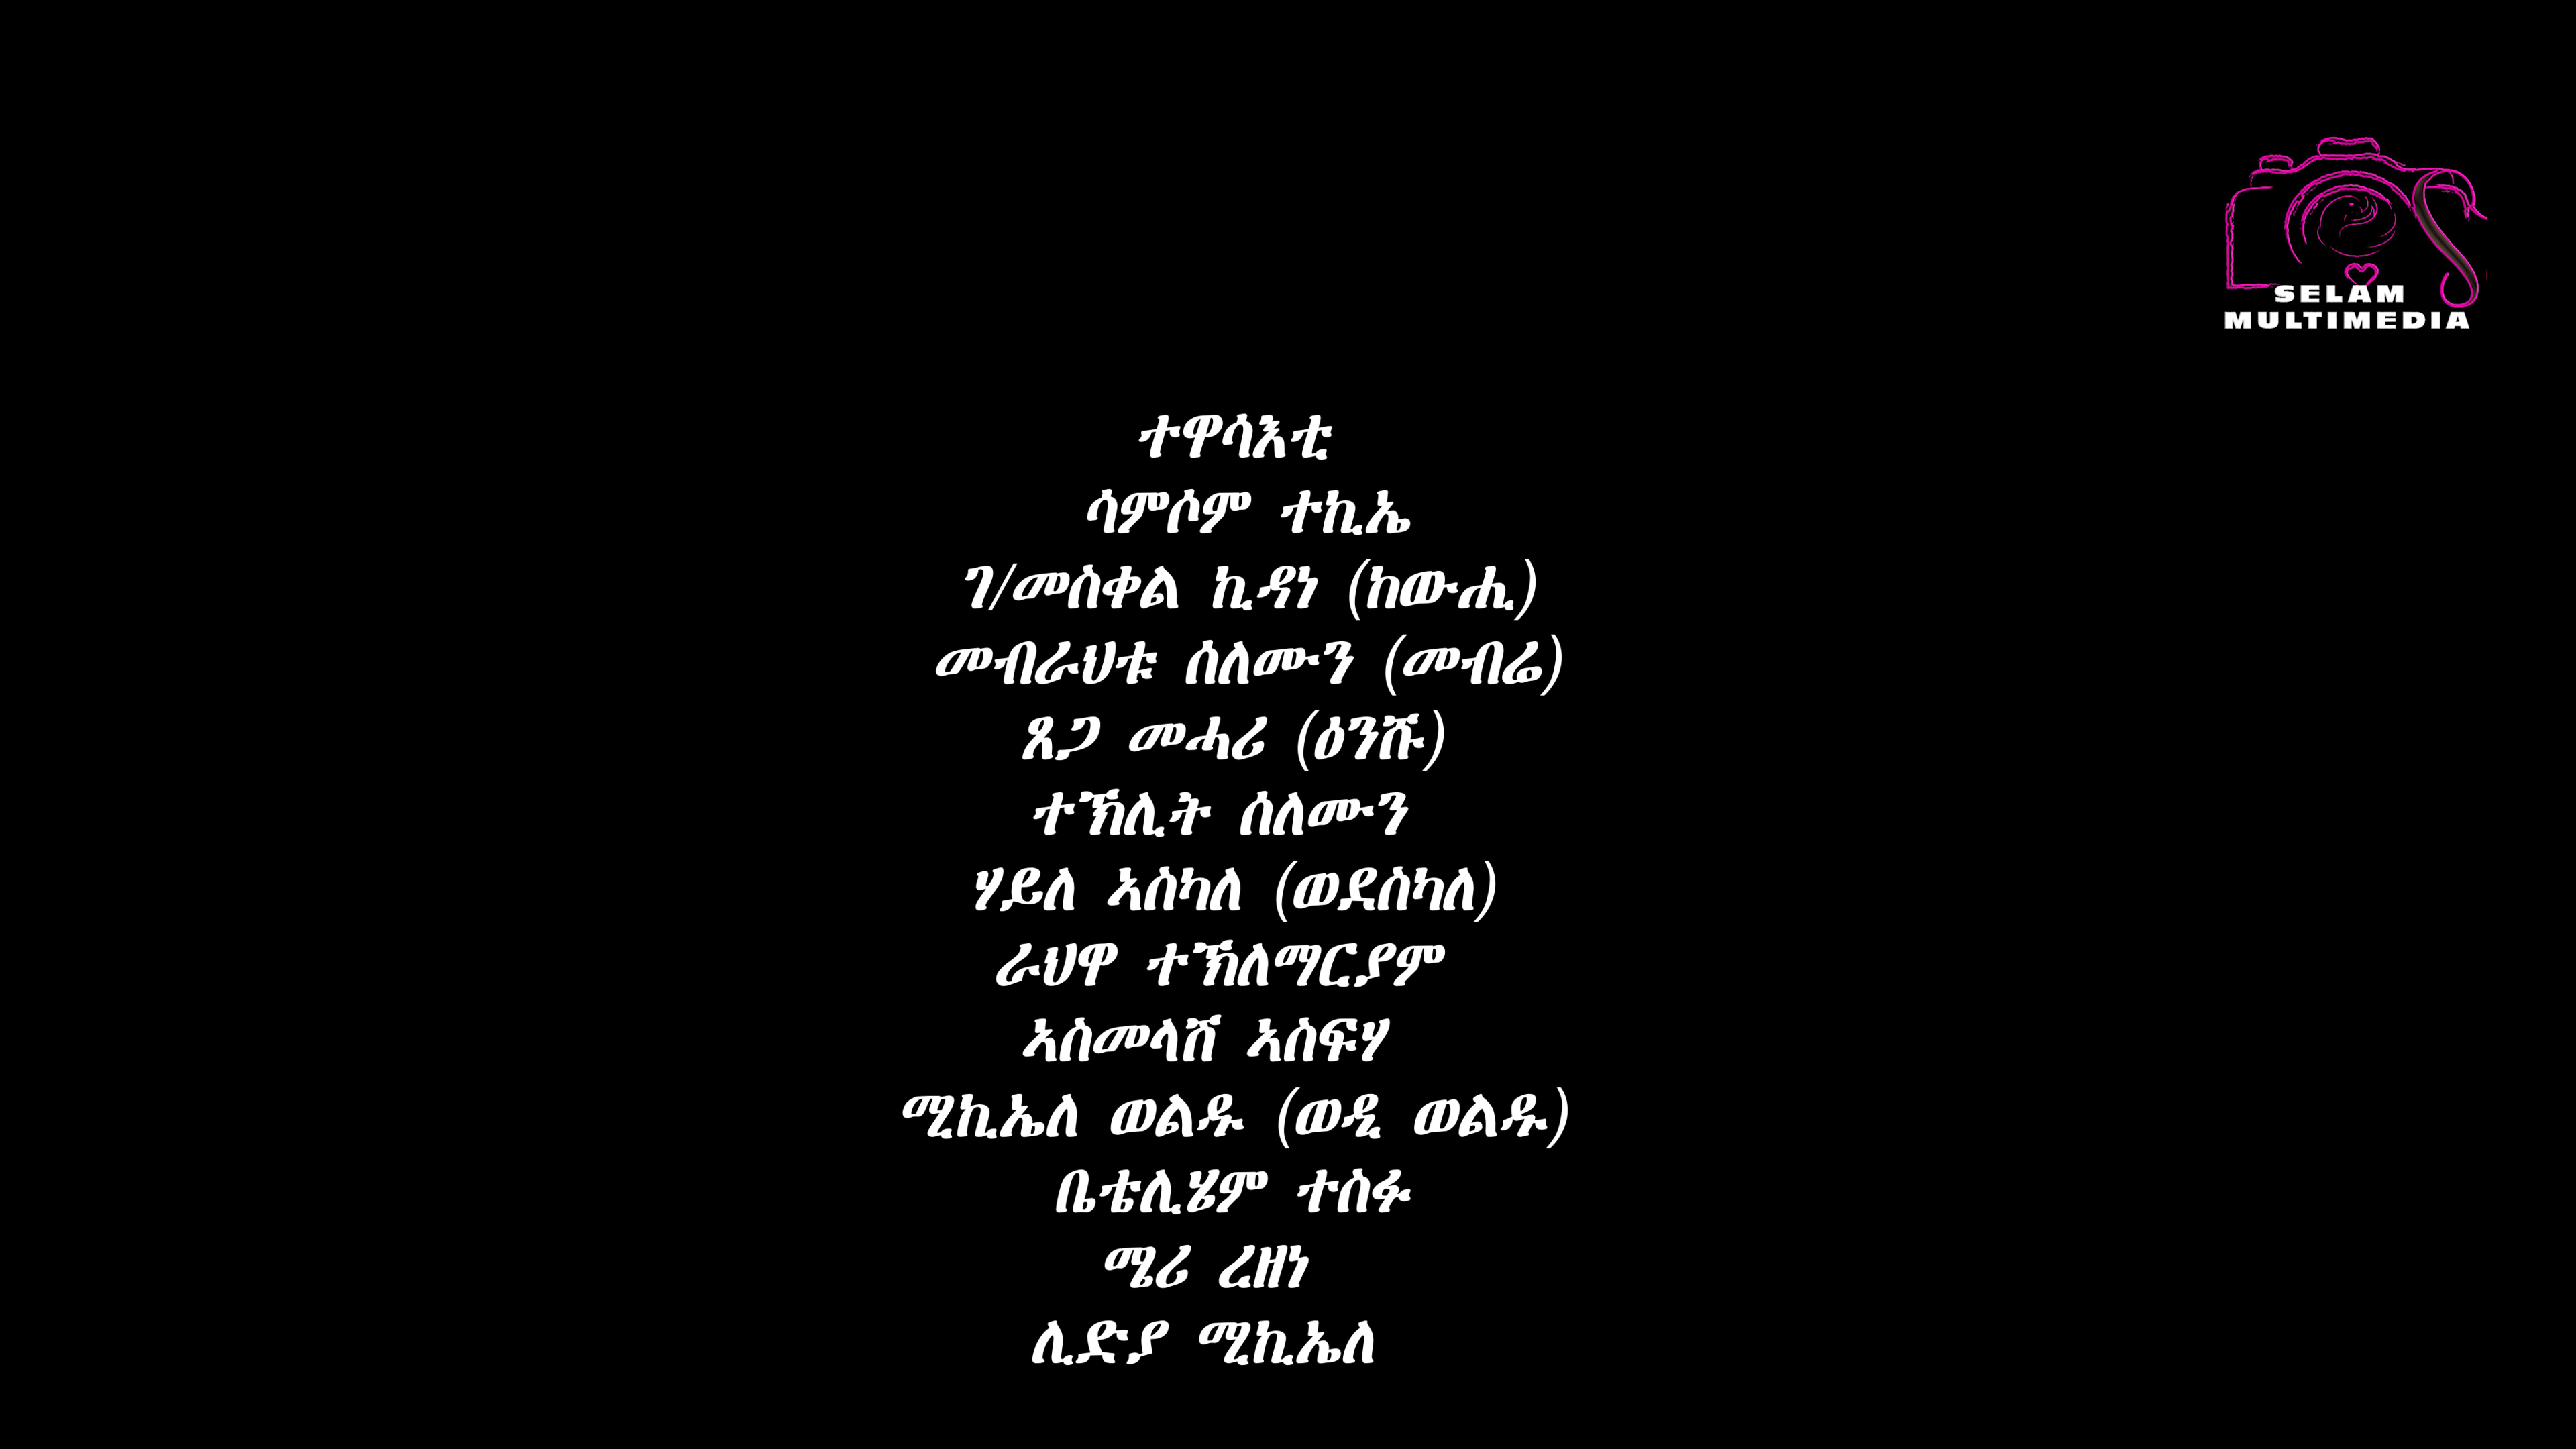 SELAM
MULTIMEDIA
ተዋሳእቲ
ሳምሶም ተኪኤ
ገ/መስቀል ኪዳነ (ከውሒ)
መብራህቱ ሰለሙን (መብሬ)
ጸጋ መሓሪ (ዕንሹ)
ተኽሊት ሰለሙን
ሃይለ ኣስካለ (ወደስካለ)
ራህዋ ተኽለማርያም
ኣስመላሽ ኣስፍሃ
ሚኪኤለ ወልዱ (ወዲ ወልዱ)
ቤቴሊሄም ተስፉ
ሜሪ ረዘነ
ሊድያ ሚኪኤለ